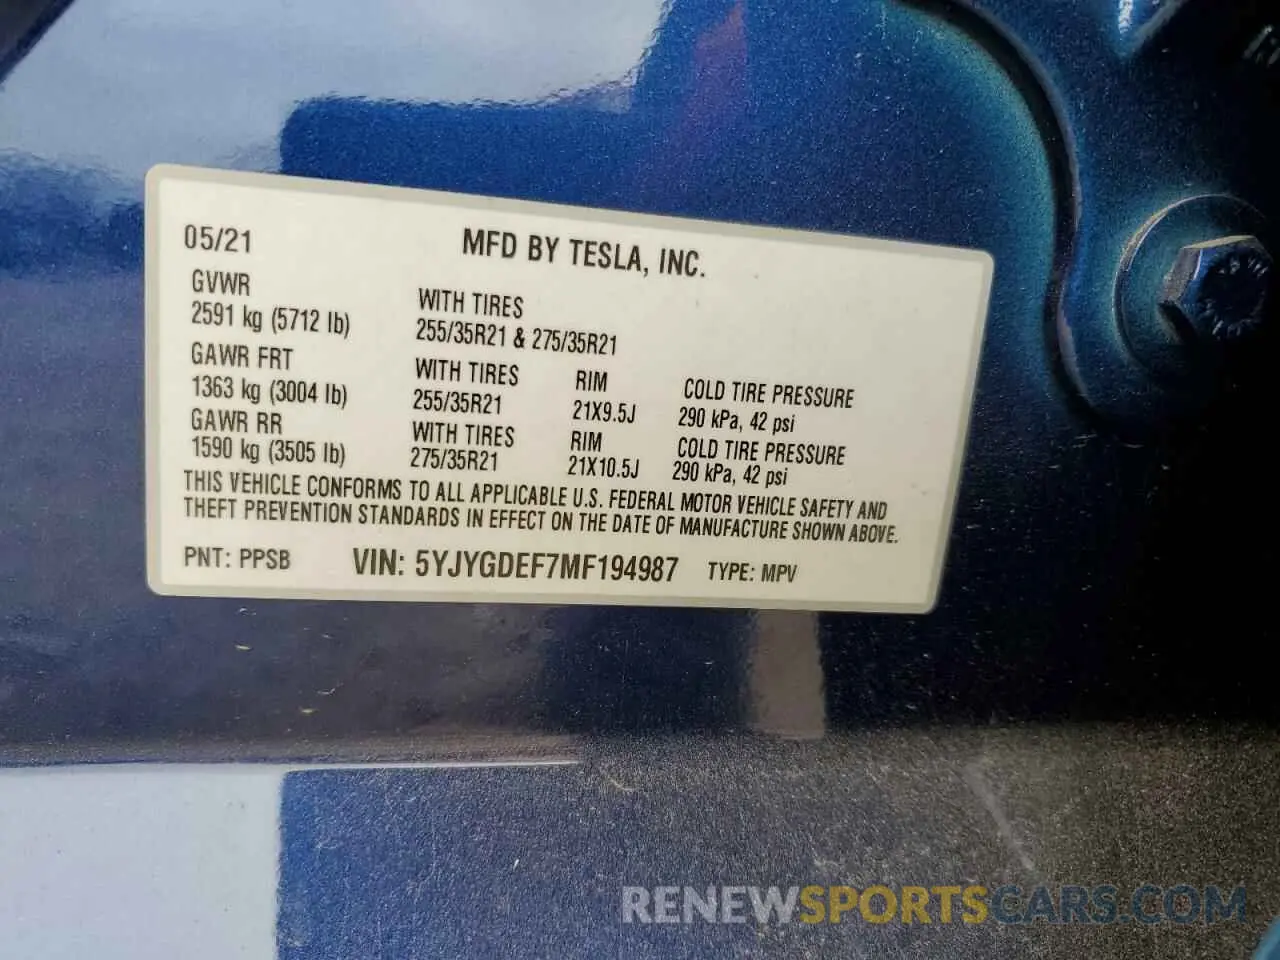 05/21 MFD BY TESLA, INC.
GVWR
2591 kg (5712 lb)
WITH TIRES
255/35R21 & 275/35R21
GAWR FRT
1363 kg (3004 lb)
WITH TIRES
255/35R21
RIM
21X9.5J
COLD TIRE PRESSURE
290 kPa, 42 psi
GAWR RR
1590 kg (3505 lb)
WITH TIRES
275/35R21
RIM
21X10.5J
COLD TIRE PRESSURE
290 kPa, 42 psi
THIS VEHICLE CONFORMS TO ALL APPLICABLE U.S. FEDERAL MOTOR VEHICLE SAFETY AND
THEFT PREVENTION STANDARDS IN EFFECT ON THE DATE OF MANUFACTURE SHOWN ABOVE.
PNT: PPSB VIN: 5YJYGDEF7MF194987 TYPE: MPV
RENEWSPORTSCARS.COM